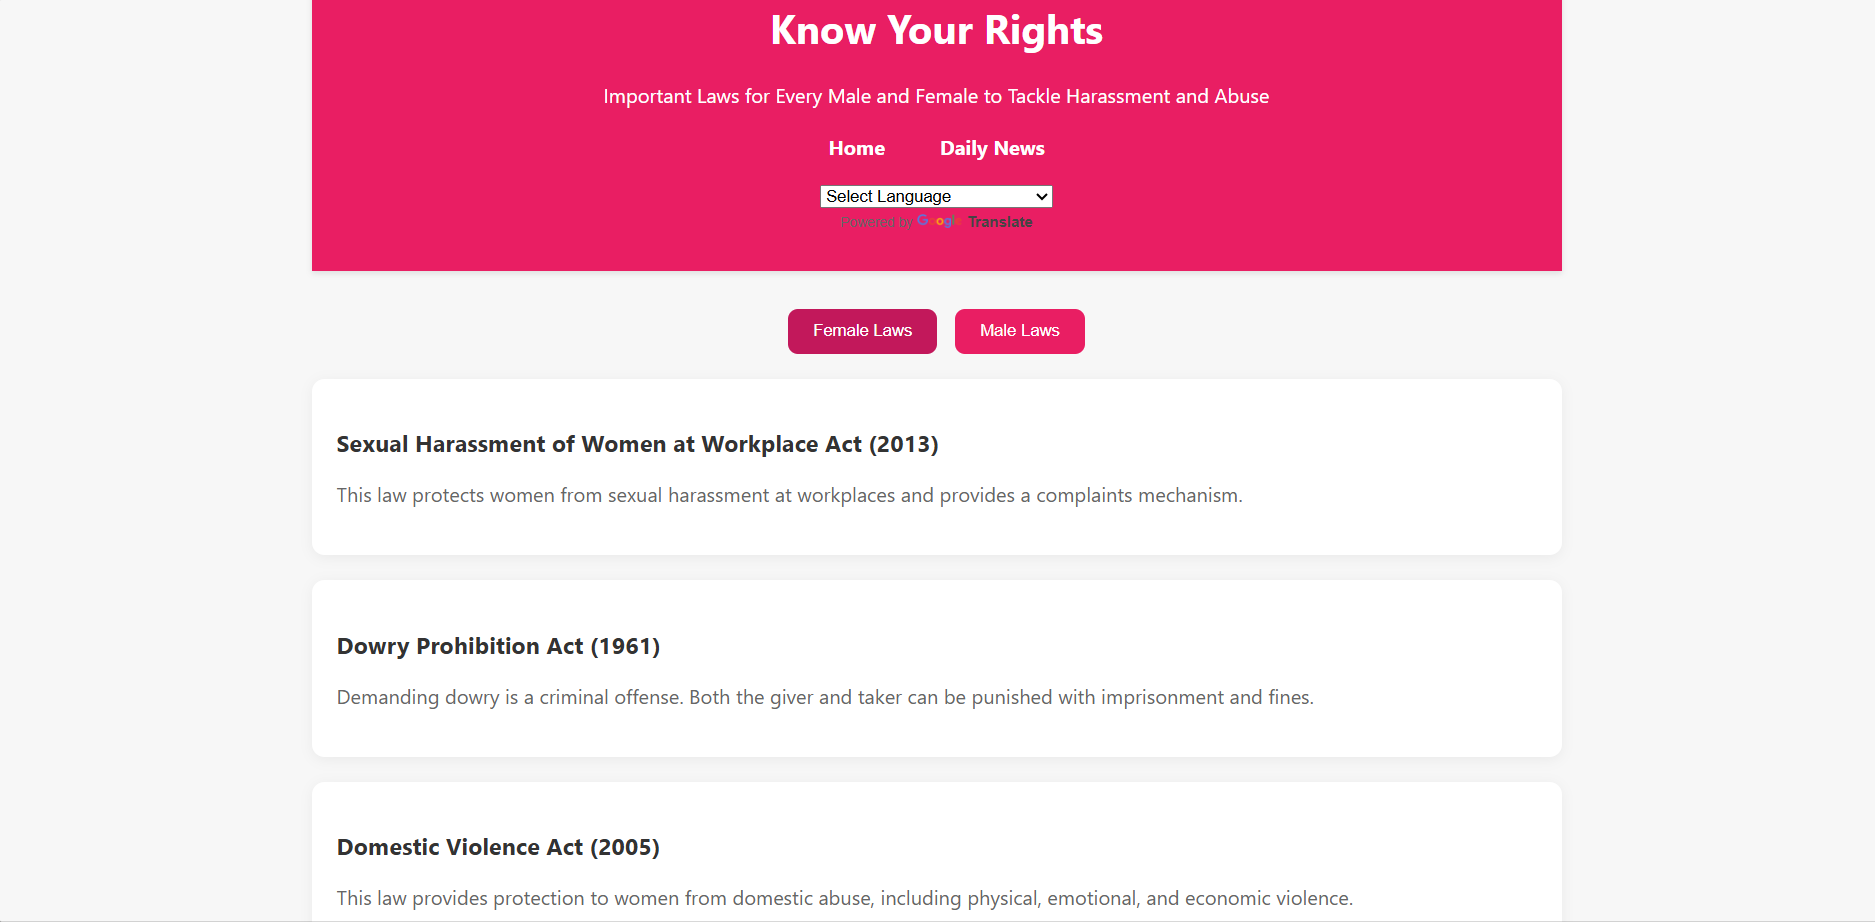 Know Your Rights
Important Laws for Every Male and Female to Tackle Harassment and Abuse
Home Daily News
Select Language
Powered by Google Translate
Female Laws Male Laws
Sexual Harassment of Women at Workplace Act (2013)
This law protects women from sexual harassment at workplaces and provides a complaints mechanism.
Dowry Prohibition Act (1961)
Demanding dowry is a criminal offense. Both the giver and taker can be punished with imprisonment and fines.
Domestic Violence Act (2005)
This law provides protection to women from domestic abuse, including physical, emotional, and economic violence.